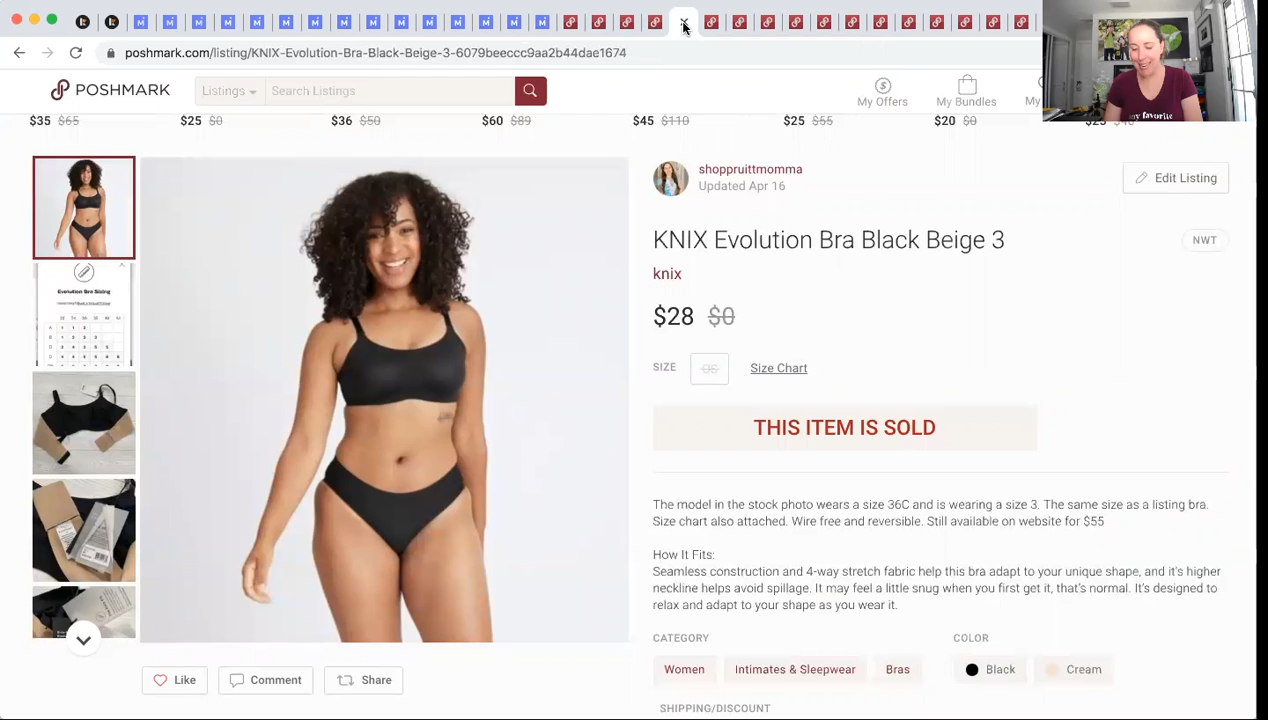 poshmark.com/listing/KNIX-Evolution-Bra-Black-Beige-3-6079beeccc9aa2b44dae1674
POSHMARK
Listings
Search Listings
My Offers
My Bundles
$35 $65
$25 $0
$36 $50
$60 $89
$45 $110
$25 $55
$20 $0
my favorite
shoppruittmomma
Updated Apr 16
Edit Listing
KNIX Evolution Bra Black Beige 3
NWT
knix
$28 $0
SIZE
Size Chart
THIS ITEM IS SOLD
Evolution Bra Sizing
The model in the stock photo wears a size 36C and is wearing a size 3. The same size as a listing bra.
Size chart also attached. Wire free and reversible. Still available on website for $55
How It Fits:
Seamless construction and 4-way stretch fabric help this bra adapt to your unique shape, and it's higher
neckline helps avoid spillage. It may feel a little snug when you first get it, that's normal. It's designed to
relax and adapt to your shape as you wear it.
CATEGORY
COLOR
Women
Intimates & Sleepwear
Bras
Black
Cream
Like
Comment
Share
SHIPPING/DISCOUNT